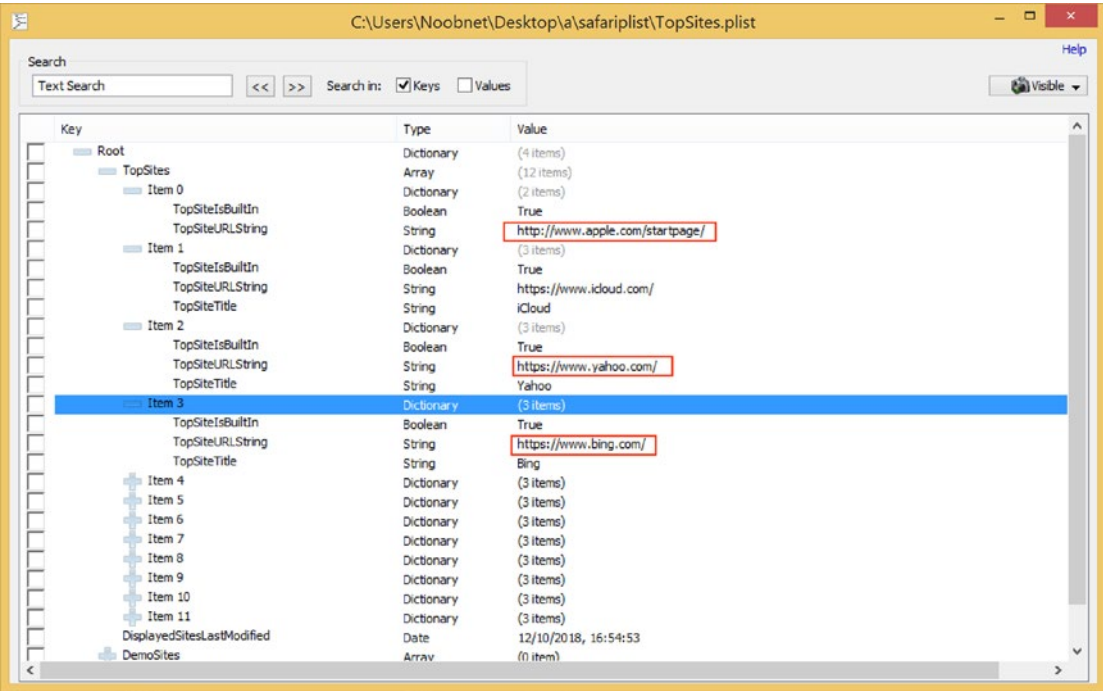 C:\Users\Noobnet\Desktop\a\safariplist\TopSites.plist
Help
Search
Text Search << >> Search in: Keys Values Visible
Key Type Value
Root Dictionary (4 items)
TopSites Array (12 items)
Item 0 Dictionary (2 items)
TopSiteIsBuiltIn Boolean True
TopSiteURLString String http://www.apple.com/startpage/
Item 1 Dictionary (3 items)
TopSiteIsBuiltIn Boolean True
TopSiteURLString String https://www.icloud.com/
TopSiteTitle String iCloud
Item 2 Dictionary (3 items)
TopSiteIsBuiltIn Boolean True
TopSiteURLString String https://www.yahoo.com/
TopSiteTitle String Yahoo
Item 3 Dictionary (3 items)
TopSiteIsBuiltIn Boolean True
TopSiteURLString String https://www.bing.com/
TopSiteTitle String Bing
Item 4 Dictionary (3 items)
Item 5 Dictionary (3 items)
Item 6 Dictionary (3 items)
Item 7 Dictionary (3 items)
Item 8 Dictionary (3 items)
Item 9 Dictionary (3 items)
Item 10 Dictionary (3 items)
Item 11 Dictionary (3 items)
DisplayedSitesLastModified Date 12/10/2018, 16:54:53
DemoSites Array (0 item)